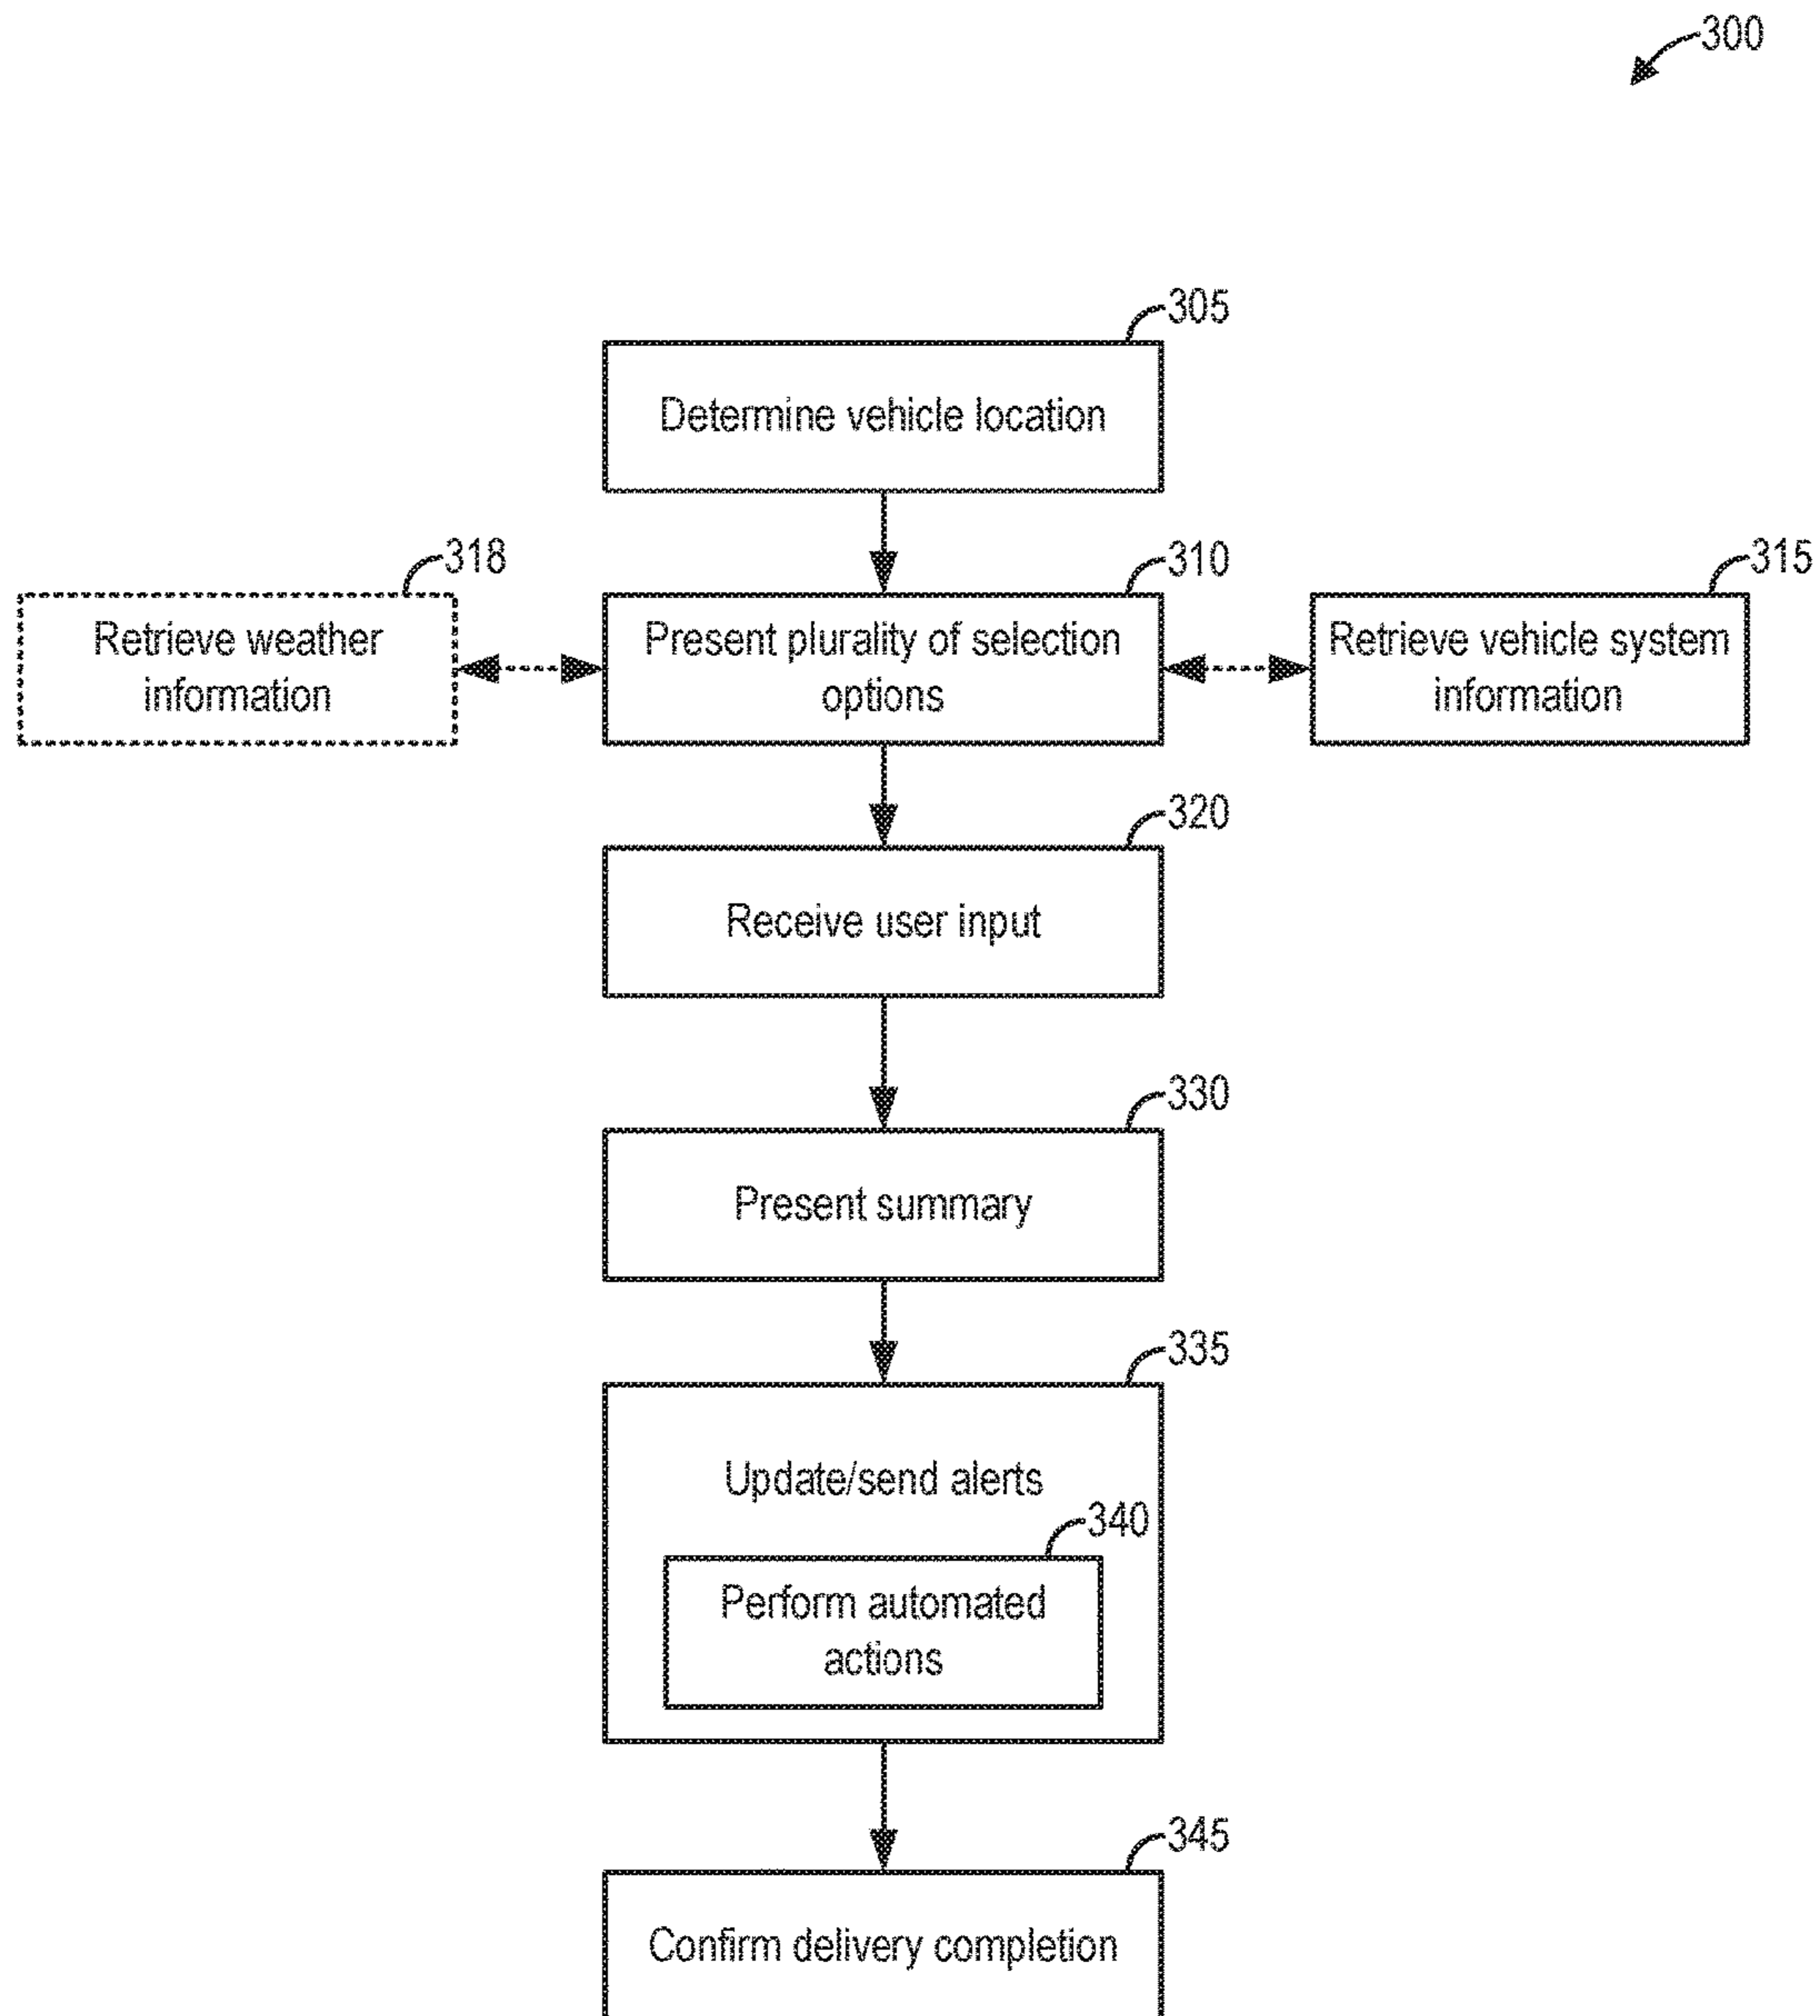 300
305
Determine vehicle location
318
310
315
Retrieve weather
information
Present plurality of selection
options
Retrieve vehicle system
information
320
Receive user input
330
Present summary
335
Update/send alerts
340
Perform automated
actions
345
Confirm delivery completion